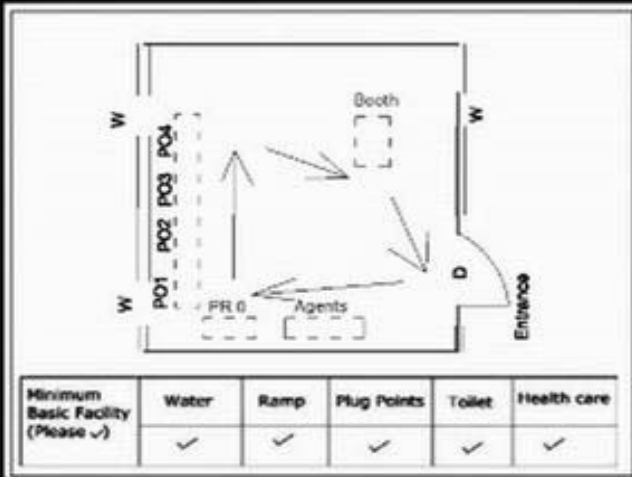 Booth
W
W
PO4
PO3
PO2
PO1
W
D
Entrance
PR 0
Agents
Minimum Basic Facility (Please ✓)
Water
Ramp
Plug Points
Toilet
Health care
✓
✓
✓
✓
✓